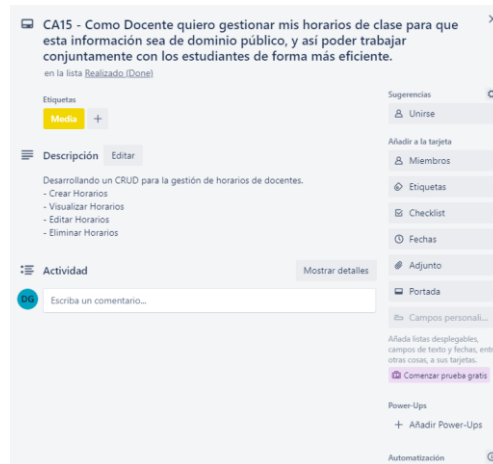 CA15 - Como Docente quiero gestionar mis horarios de clase para que
esta información sea de dominio público, y así poder trabajar
conjuntamente con los estudiantes de forma más eficiente.
en la lista Realizado (Done)
Etiquetas
Media +
Descripción Editar
Desarrollando un CRUD para la gestión de horarios de docentes.
- Crear Horarios
- Visualizar Horarios
- Editar Horarios
- Eliminar Horarios
Actividad Mostrar detalles
DG Escriba un comentario...
Sugerencias
Unirse
Añadir a la tarjeta
Miembros
Etiquetas
Checklist
Fechas
Adjunto
Portada
Campos personali...
Añada listas desplegables,
campos de texto y fechas, entr
otras cosas, a sus tarjetas.
Comenzar prueba gratis
Power-Ups
+ Añadir Power-Ups
Automatización